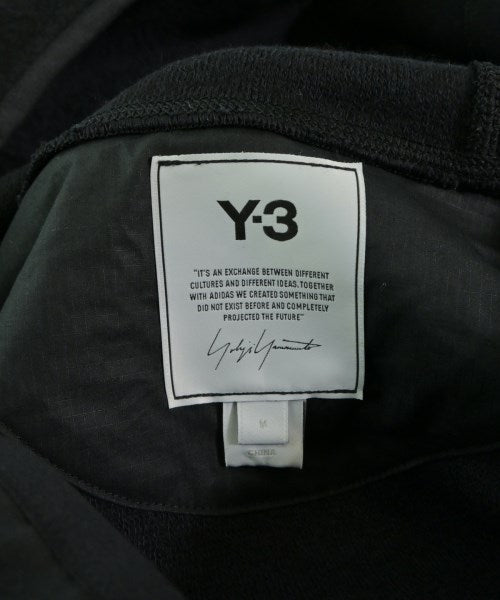 Y-3
"IT'S AN EXCHANGE BETWEEN DIFFERENT
CULTURES AND DIFFERENT IDEAS. TOGETHER
WITH ADIDAS WE CREATED SOMETHING THAT
DID NOT EXIST BEFORE AND COMPLETELY
PROJECTED THE FUTURE"
Yohji Yamamoto
M
CHINA